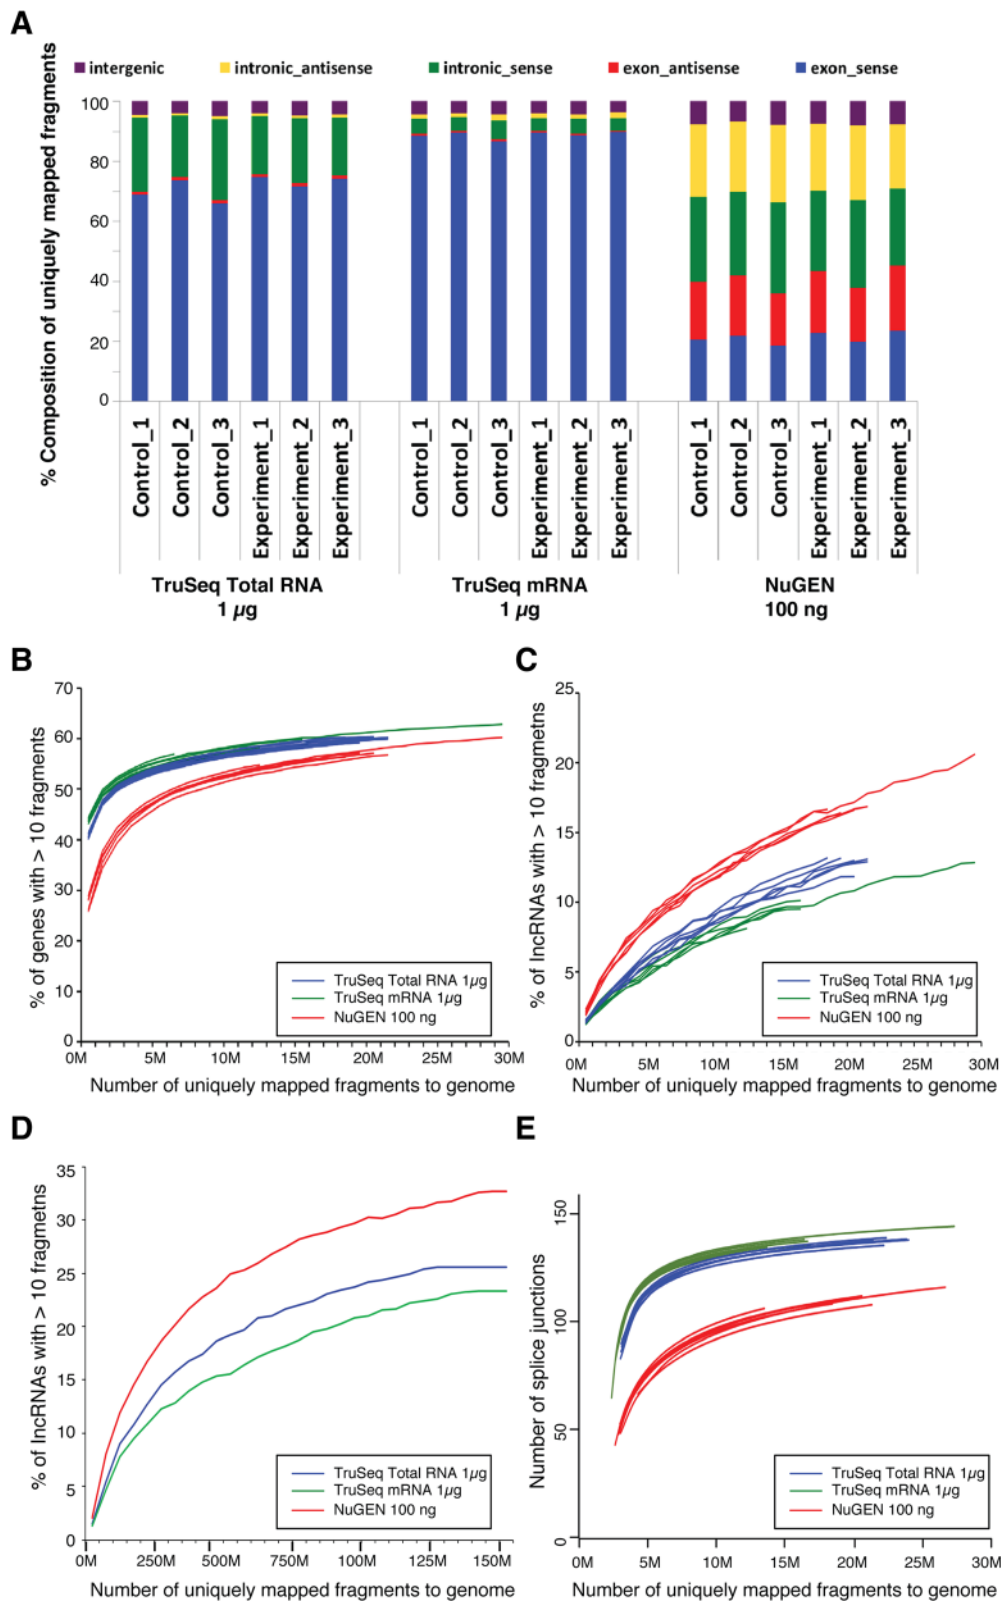 A
intergenic intronic_antisense intronic_sense exon_antisense exon_sense
% Composition of uniquely mapped fragments
100
80
60
40
20
0
Control_1 Control_2 Control_3 Experiment_1 Experiment_2 Experiment_3 Control_1 Control_2 Control_3 Experiment_1 Experiment_2 Experiment_3 Control_1 Control_2 Control_3 Experiment_1 Experiment_2 Experiment_3
TruSeq Total RNA TruSeq mRNA NuGEN
1 µg 1 µg 100 ng
B
% of genes with > 10 fragments
70
60
50
40
30
20
10
0
TruSeq Total RNA 1µg
TruSeq mRNA 1µg
NuGEN 100 ng
0M 5M 10M 15M 20M 25M 30M
Number of uniquely mapped fragments to genome
C
% of lncRNAs with > 10 fragmetns
25
20
15
10
5
0
TruSeq Total RNA 1µg
TruSeq mRNA 1µg
NuGEN 100 ng
0M 5M 10M 15M 20M 25M 30M
Number of uniquely mapped fragments to genome
D
% of lncRNAs with > 10 fragmetns
35
30
25
20
15
10
5
0
TruSeq Total RNA 1µg
TruSeq mRNA 1µg
NuGEN 100 ng
0M 250M 500M 750M 100M 125M 150M
Number of uniquely mapped fragments to genome
E
Number of splice junctions
150
100
50
0
TruSeq Total RNA 1µg
TruSeq mRNA 1µg
NuGEN 100 ng
0M 5M 10M 15M 20M 25M 30M
Number of uniquely mapped fragments to genome